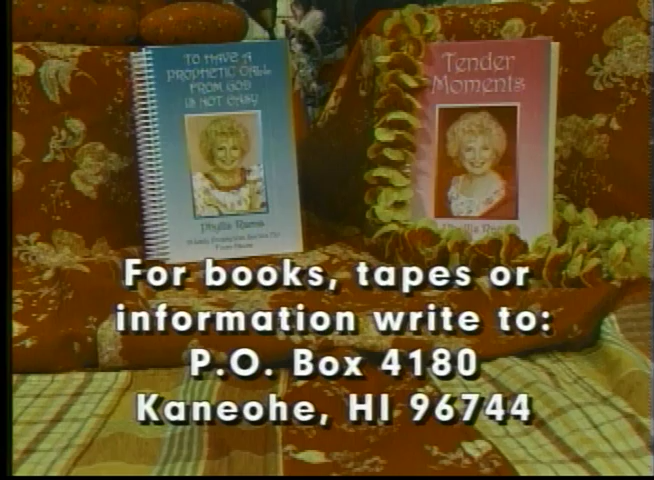 TO HAVE A
PROPHETIC CALL
FROM GOD
IS NOT EASY
Phyllis
Tender
Moments
Phyllis
For books, tapes or
information write to:
P.O. Box 4180
Kaneohe, HI 96744